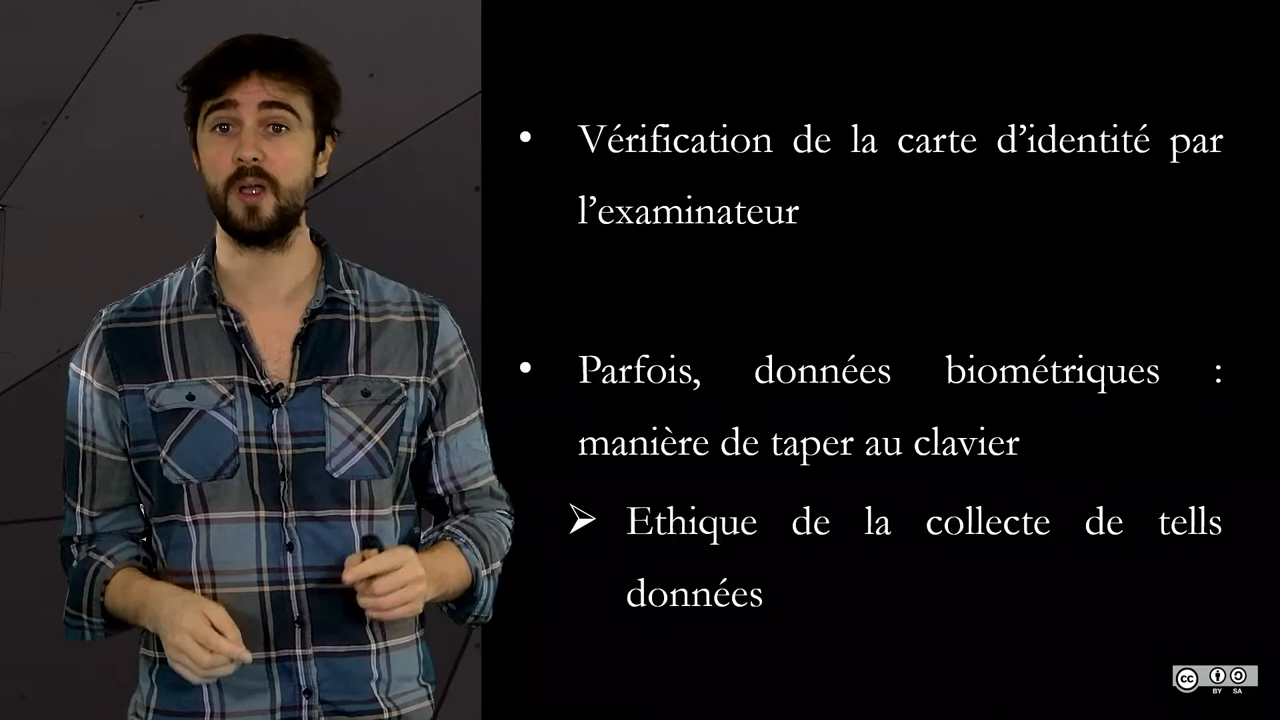 • Vérification de la carte d’identité par
l’examinateur
• Parfois, données biométriques :
manière de taper au clavier
➢ Ethique de la collecte de tells
données
cc BY SA